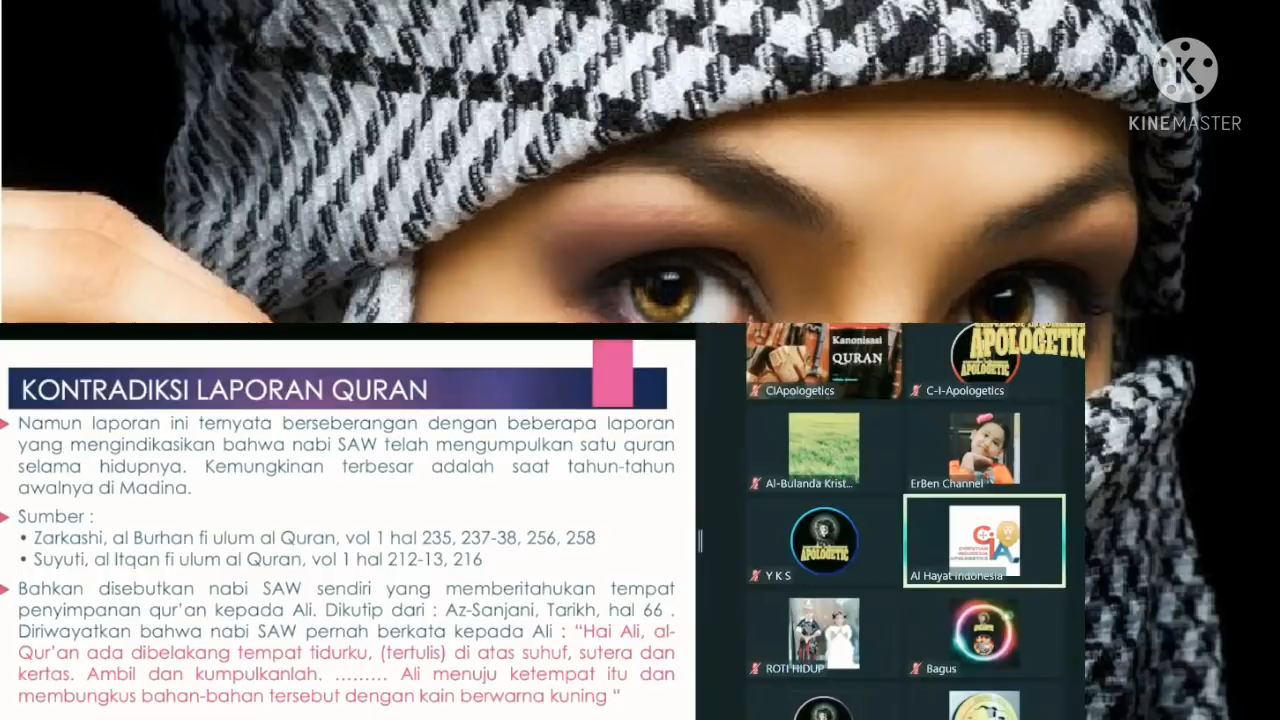 KINEMASTER
KONTRADIKSI LAPORAN QURAN
Namun laporan ini ternyata berseberangan dengan beberapa laporan
yang mengindikasikan bahwa nabi SAW telah mengumpulkan satu quran
selama hidupnya. Kemungkinan terbesar adalah saat tahun-tahun
awalnya di Madina.
Sumber :
• Zarkashi, al Burhan fi ulum al Quran, vol 1 hal 235, 237-38, 256, 258
• Suyuti, al Itqan fi ulum al Quran, vol 1 hal 212-13, 216
Bahkan disebutkan nabi SAW sendiri yang memberitahukan tempat
penyimpanan qur'an kepada Ali. Dikutip dari : Az-Sanjani, Tarikh, hal 66 .
Diriwayatkan bahwa nabi SAW pernah berkata kepada Ali : "Hai Ali, al-
Qur'an ada dibelakang tempat tidurku, (tertulis) di atas suhuf, sutera dan
kertas. Ambil dan kumpulkanlah. ......... Ali menuju ketempat itu dan
membungkus bahan-bahan tersebut dengan kain berwarna kuning "
Kanonisasi
QURAN
CIApologetics
APOLOGETIC
APOLOGETIC
C-I-Apologetics
Al-Bulanda Krist...
ErBen Channel
APOLOGETIC
Y K S
CIA
CHRISTIAN
INDONESIA
APOLOGETICS
Al Hayat Indonesia
ROTI HIDUP
Bagus